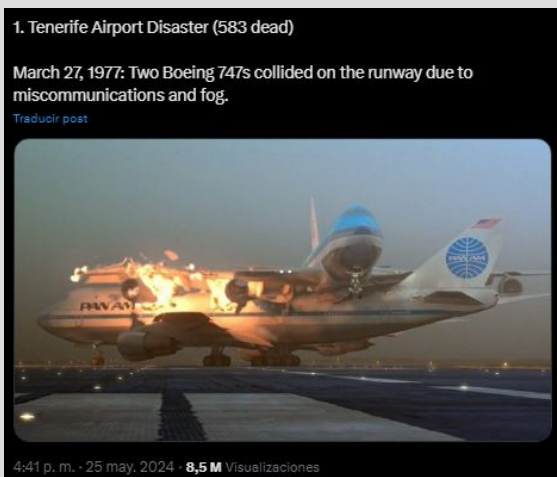 1. Tenerife Airport Disaster (583 dead)
March 27, 1977: Two Boeing 747s collided on the runway due to
miscommunications and fog.
Traducir post
PAN AM
PAN AM
4:41 p. m. · 25 may. 2024 · 8,5 M Visualizaciones